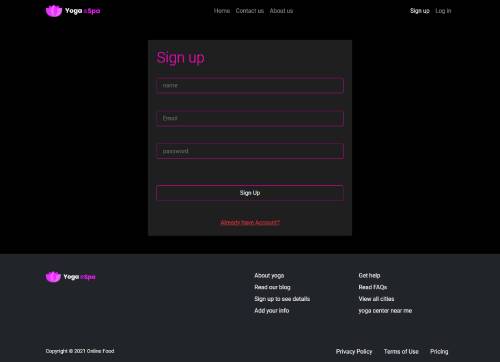 Yoga &Spa
Home Contact us About us
Sign up Log in
Sign up
name
Email
password
Sign Up
Already have Account?
Yoga &Spa
About yoga
Read our blog
Sign up to see details
Add your info
Get help
Read FAQs
View all cities
yoga center near me
Copyright © 2021 Online Food.
Privacy Policy Terms of Use Pricing